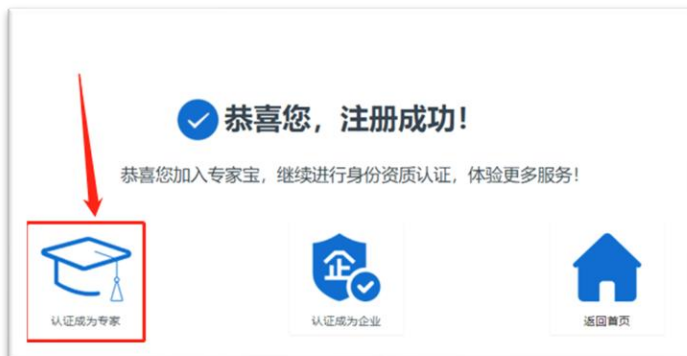 恭喜您，注册成功！
恭喜您加入专家宝，继续进行身份资质认证，体验更多服务！
企
认证成为专家
认证成为企业
返回首页